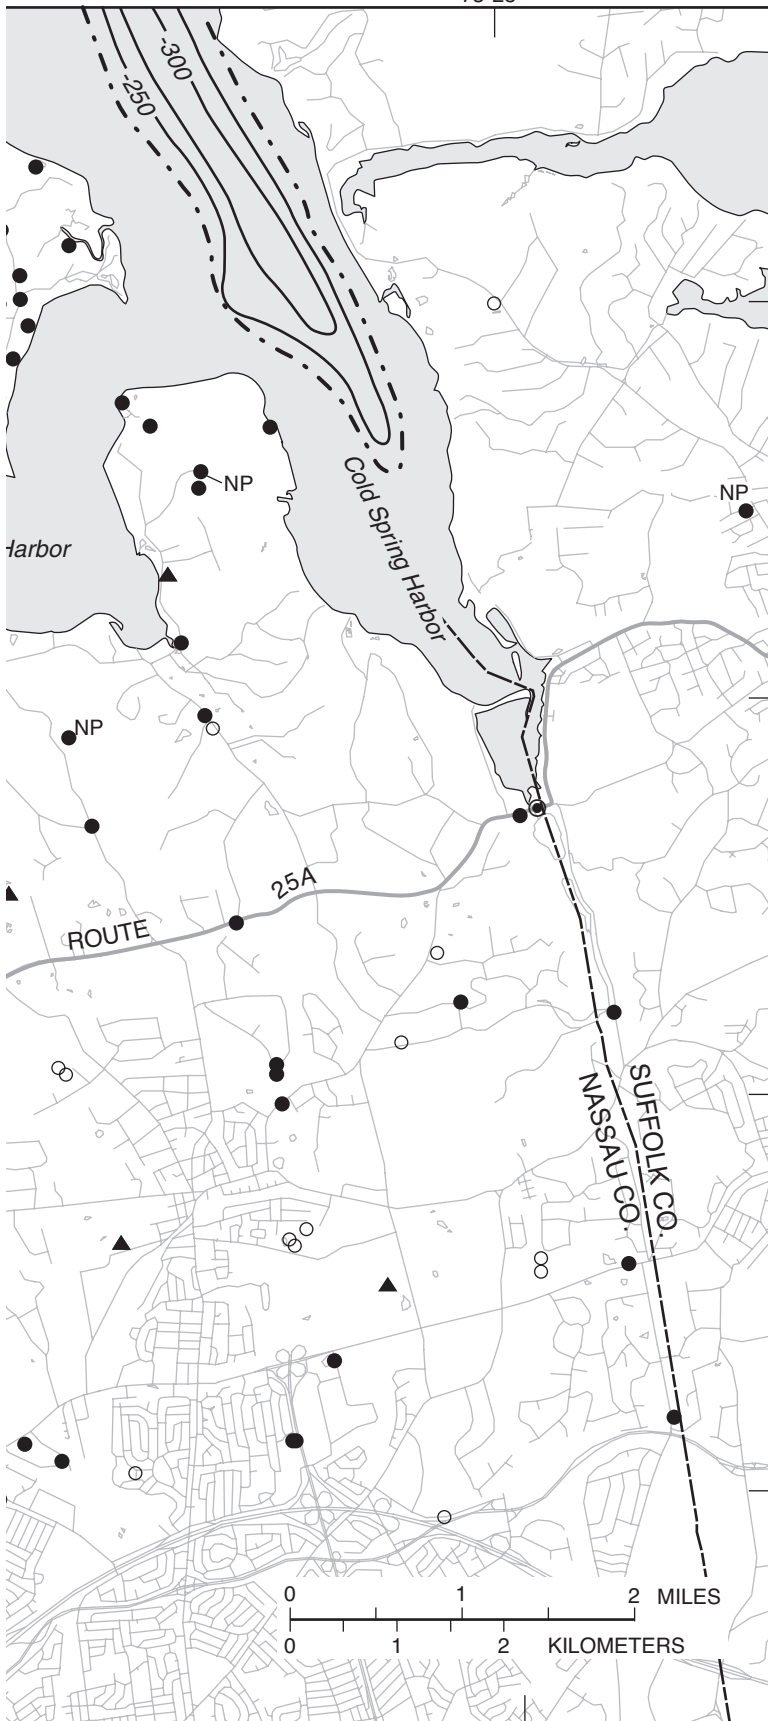 -300
-250
NP
NP
Cold Spring Harbor
Harbor
NP
25A
ROUTE
SUFFOLK CO.
NASSAU CO.
0 1 2 MILES
0 1 2 KILOMETERS